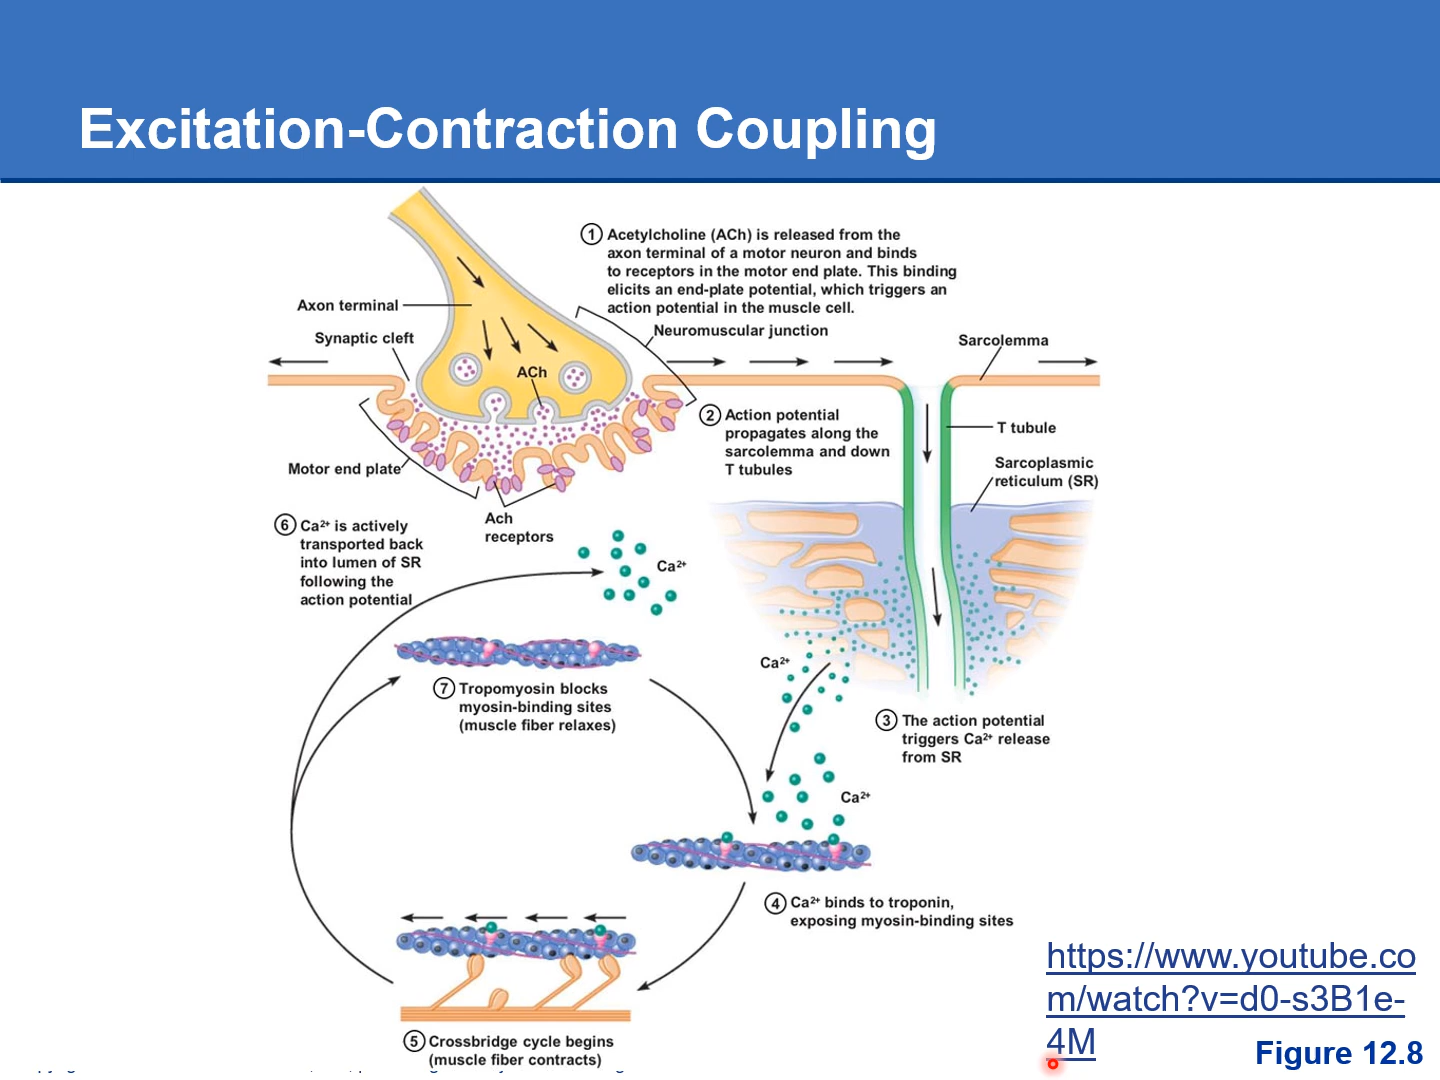 Excitation-Contraction Coupling
1 Acetylcholine (ACh) is released from the
axon terminal of a motor neuron and binds
to receptors in the motor end plate. This binding
elicits an end-plate potential, which triggers an
action potential in the muscle cell.
Axon terminal
Synaptic cleft
Neuromuscular junction
Sarcolemma
ACh
2 Action potential
propagates along the
sarcolemma and down
T tubules
T tubule
Sarcoplasmic
reticulum (SR)
Motor end plate
Ach
receptors
6 Ca²⁺ is actively
transported back
into lumen of SR
following the
action potential
Ca²⁺
Ca²⁺
7 Tropomyosin blocks
myosin-binding sites
(muscle fiber relaxes)
3 The action potential
triggers Ca²⁺ release
from SR
Ca²⁺
4 Ca²⁺ binds to troponin,
exposing myosin-binding sites
5 Crossbridge cycle begins
(muscle fiber contracts)
https://www.youtube.co
m/watch?v=d0-s3B1e-
4M
Figure 12.8